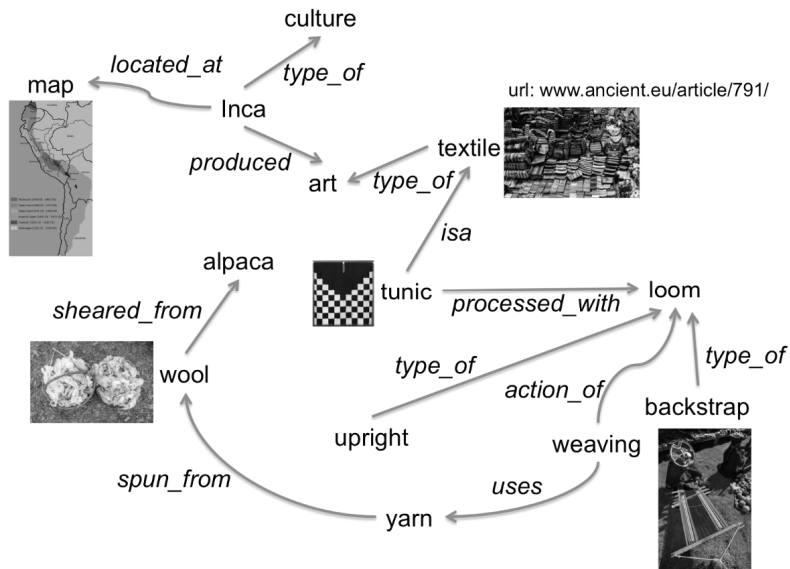 culture
located_at
type_of
map
url: www.ancient.eu/article/791/
Inca
produced
textile
type_of
art
isa
alpaca
tunic
processed_with
loom
sheared_from
wool
type_of
action_of
type_of
backstrap
upright
weaving
spun_from
uses
yarn